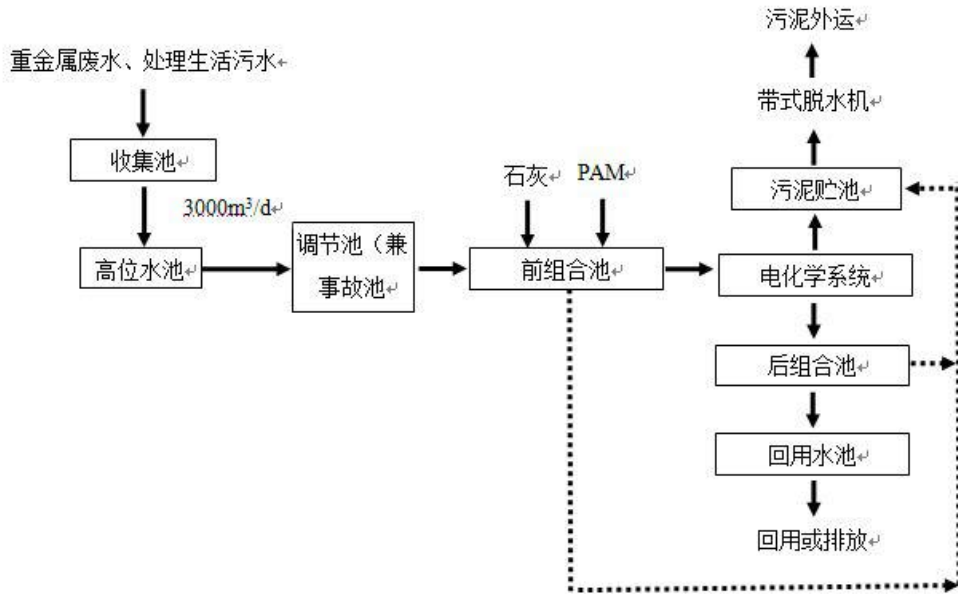 污泥外运
重金属废水、处理生活污水
带式脱水机
收集池
石灰 PAM
污泥贮池
3000m³/d
高位水池
调节池（兼
事故池
前组合池
电化学系统
后组合池
回用水池
回用或排放